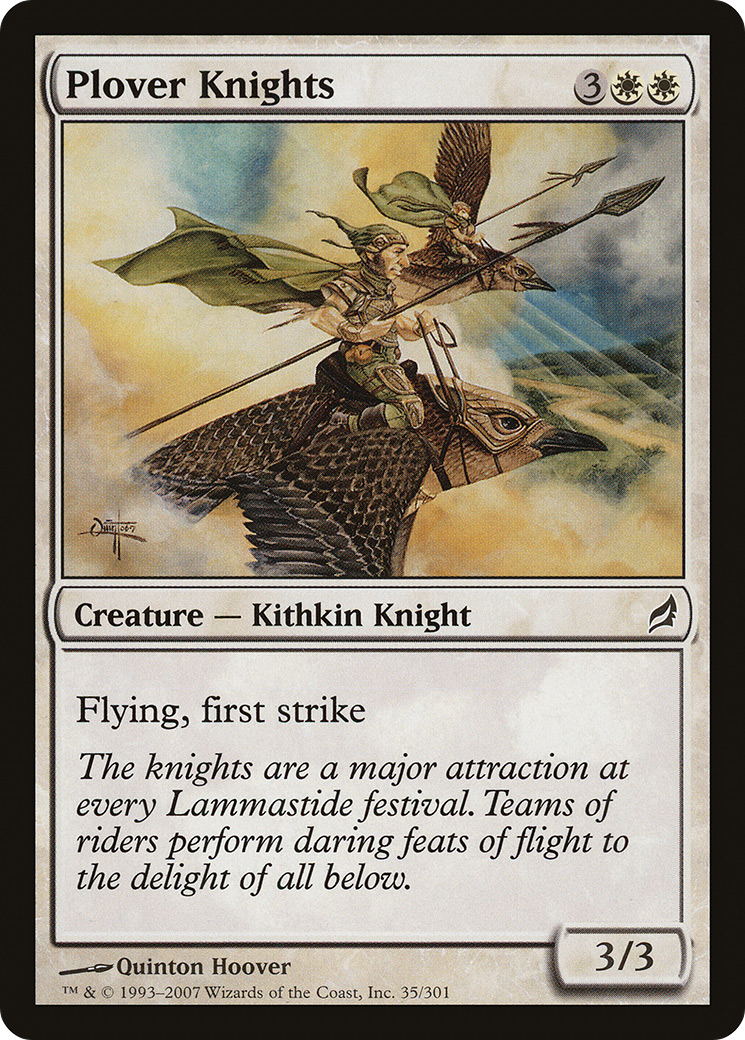 Plover Knights 3
Creature — Kithkin Knight
Flying, first strike
The knights are a major attraction at
every Lammastide festival. Teams of
riders perform daring feats of flight to
the delight of all below.
3/3
Quinton Hoover
™ & © 1993–2007 Wizards of the Coast, Inc. 35/301